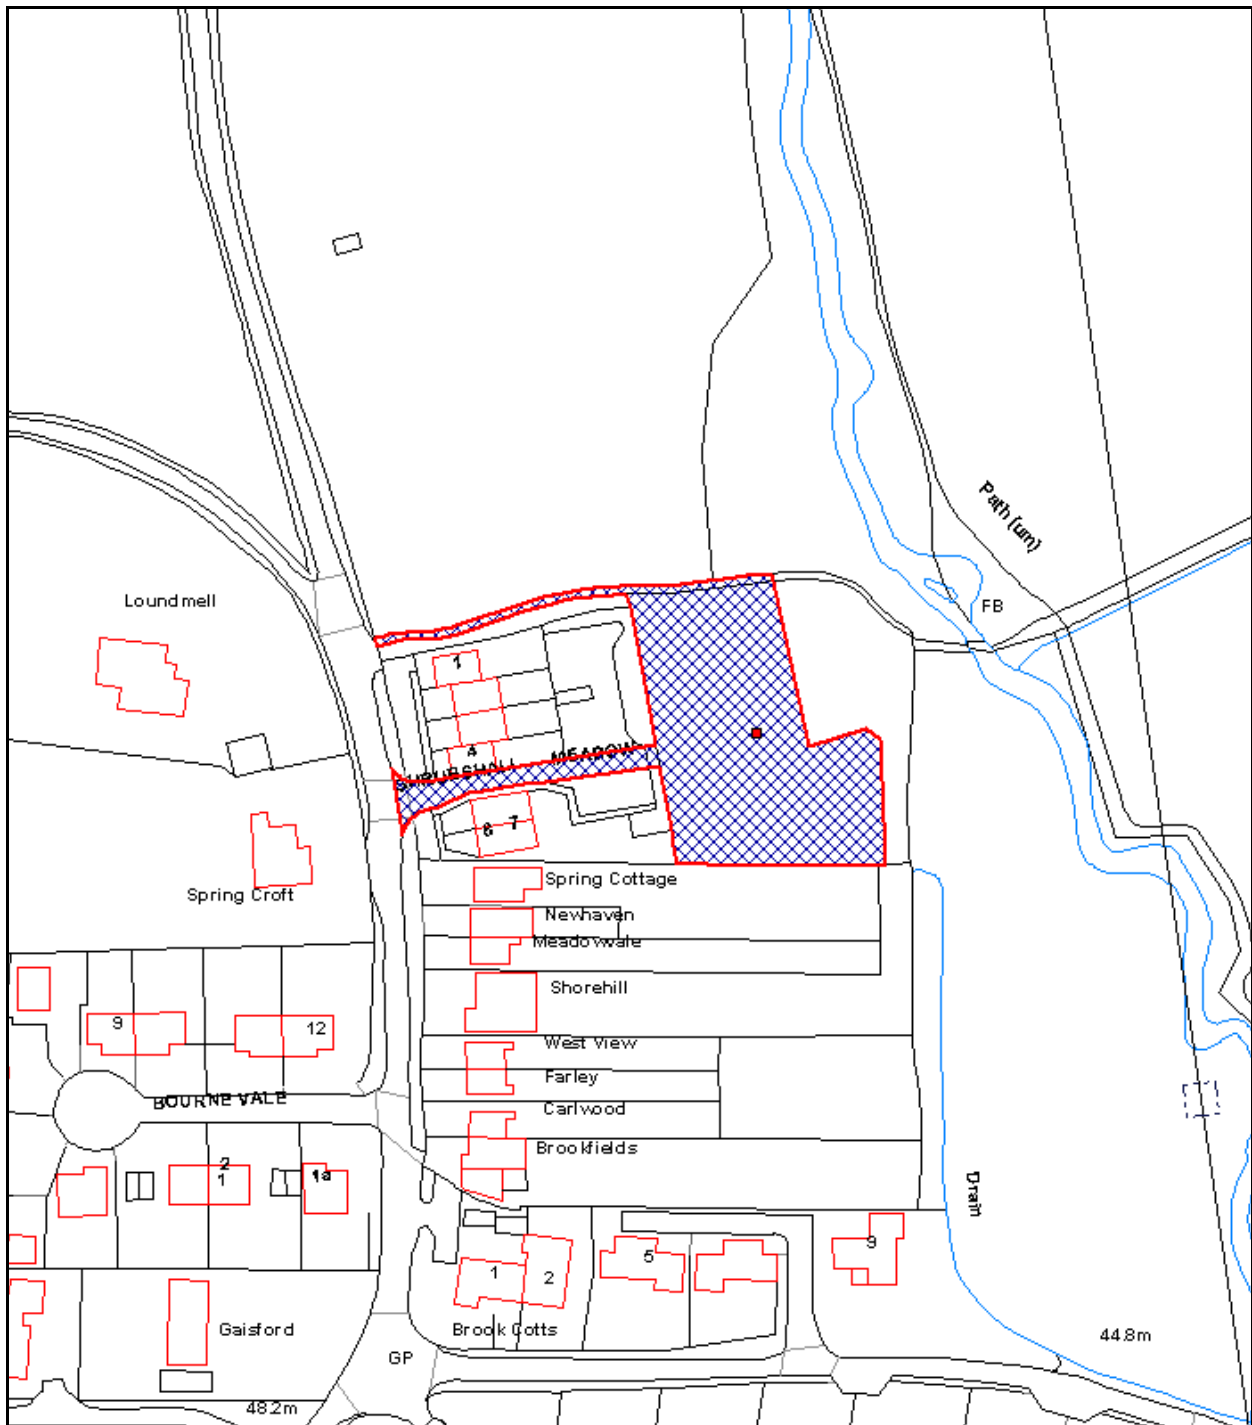 Path (um)
FB
Loundmell
1
4
SHRUBSHALL MEADOW
6 7
Spring Cottage
Spring Croft
Newhaven
Meadowvale
Shorehill
9
12
West View
Farley
BOURNE VALE
Carlwood
Brookfields
2
1
1a
Drain
9
5
1
2
Gaisford
Brook Cotts
44.8m
GP
48.2m